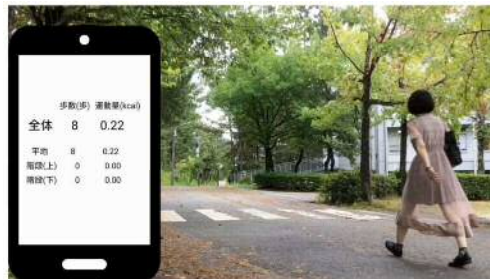 歩数(歩) 運動量(kcal)
全体 8 0.22
平地 8 0.22
階段(上) 0 0.00
階段(下) 0 0.00